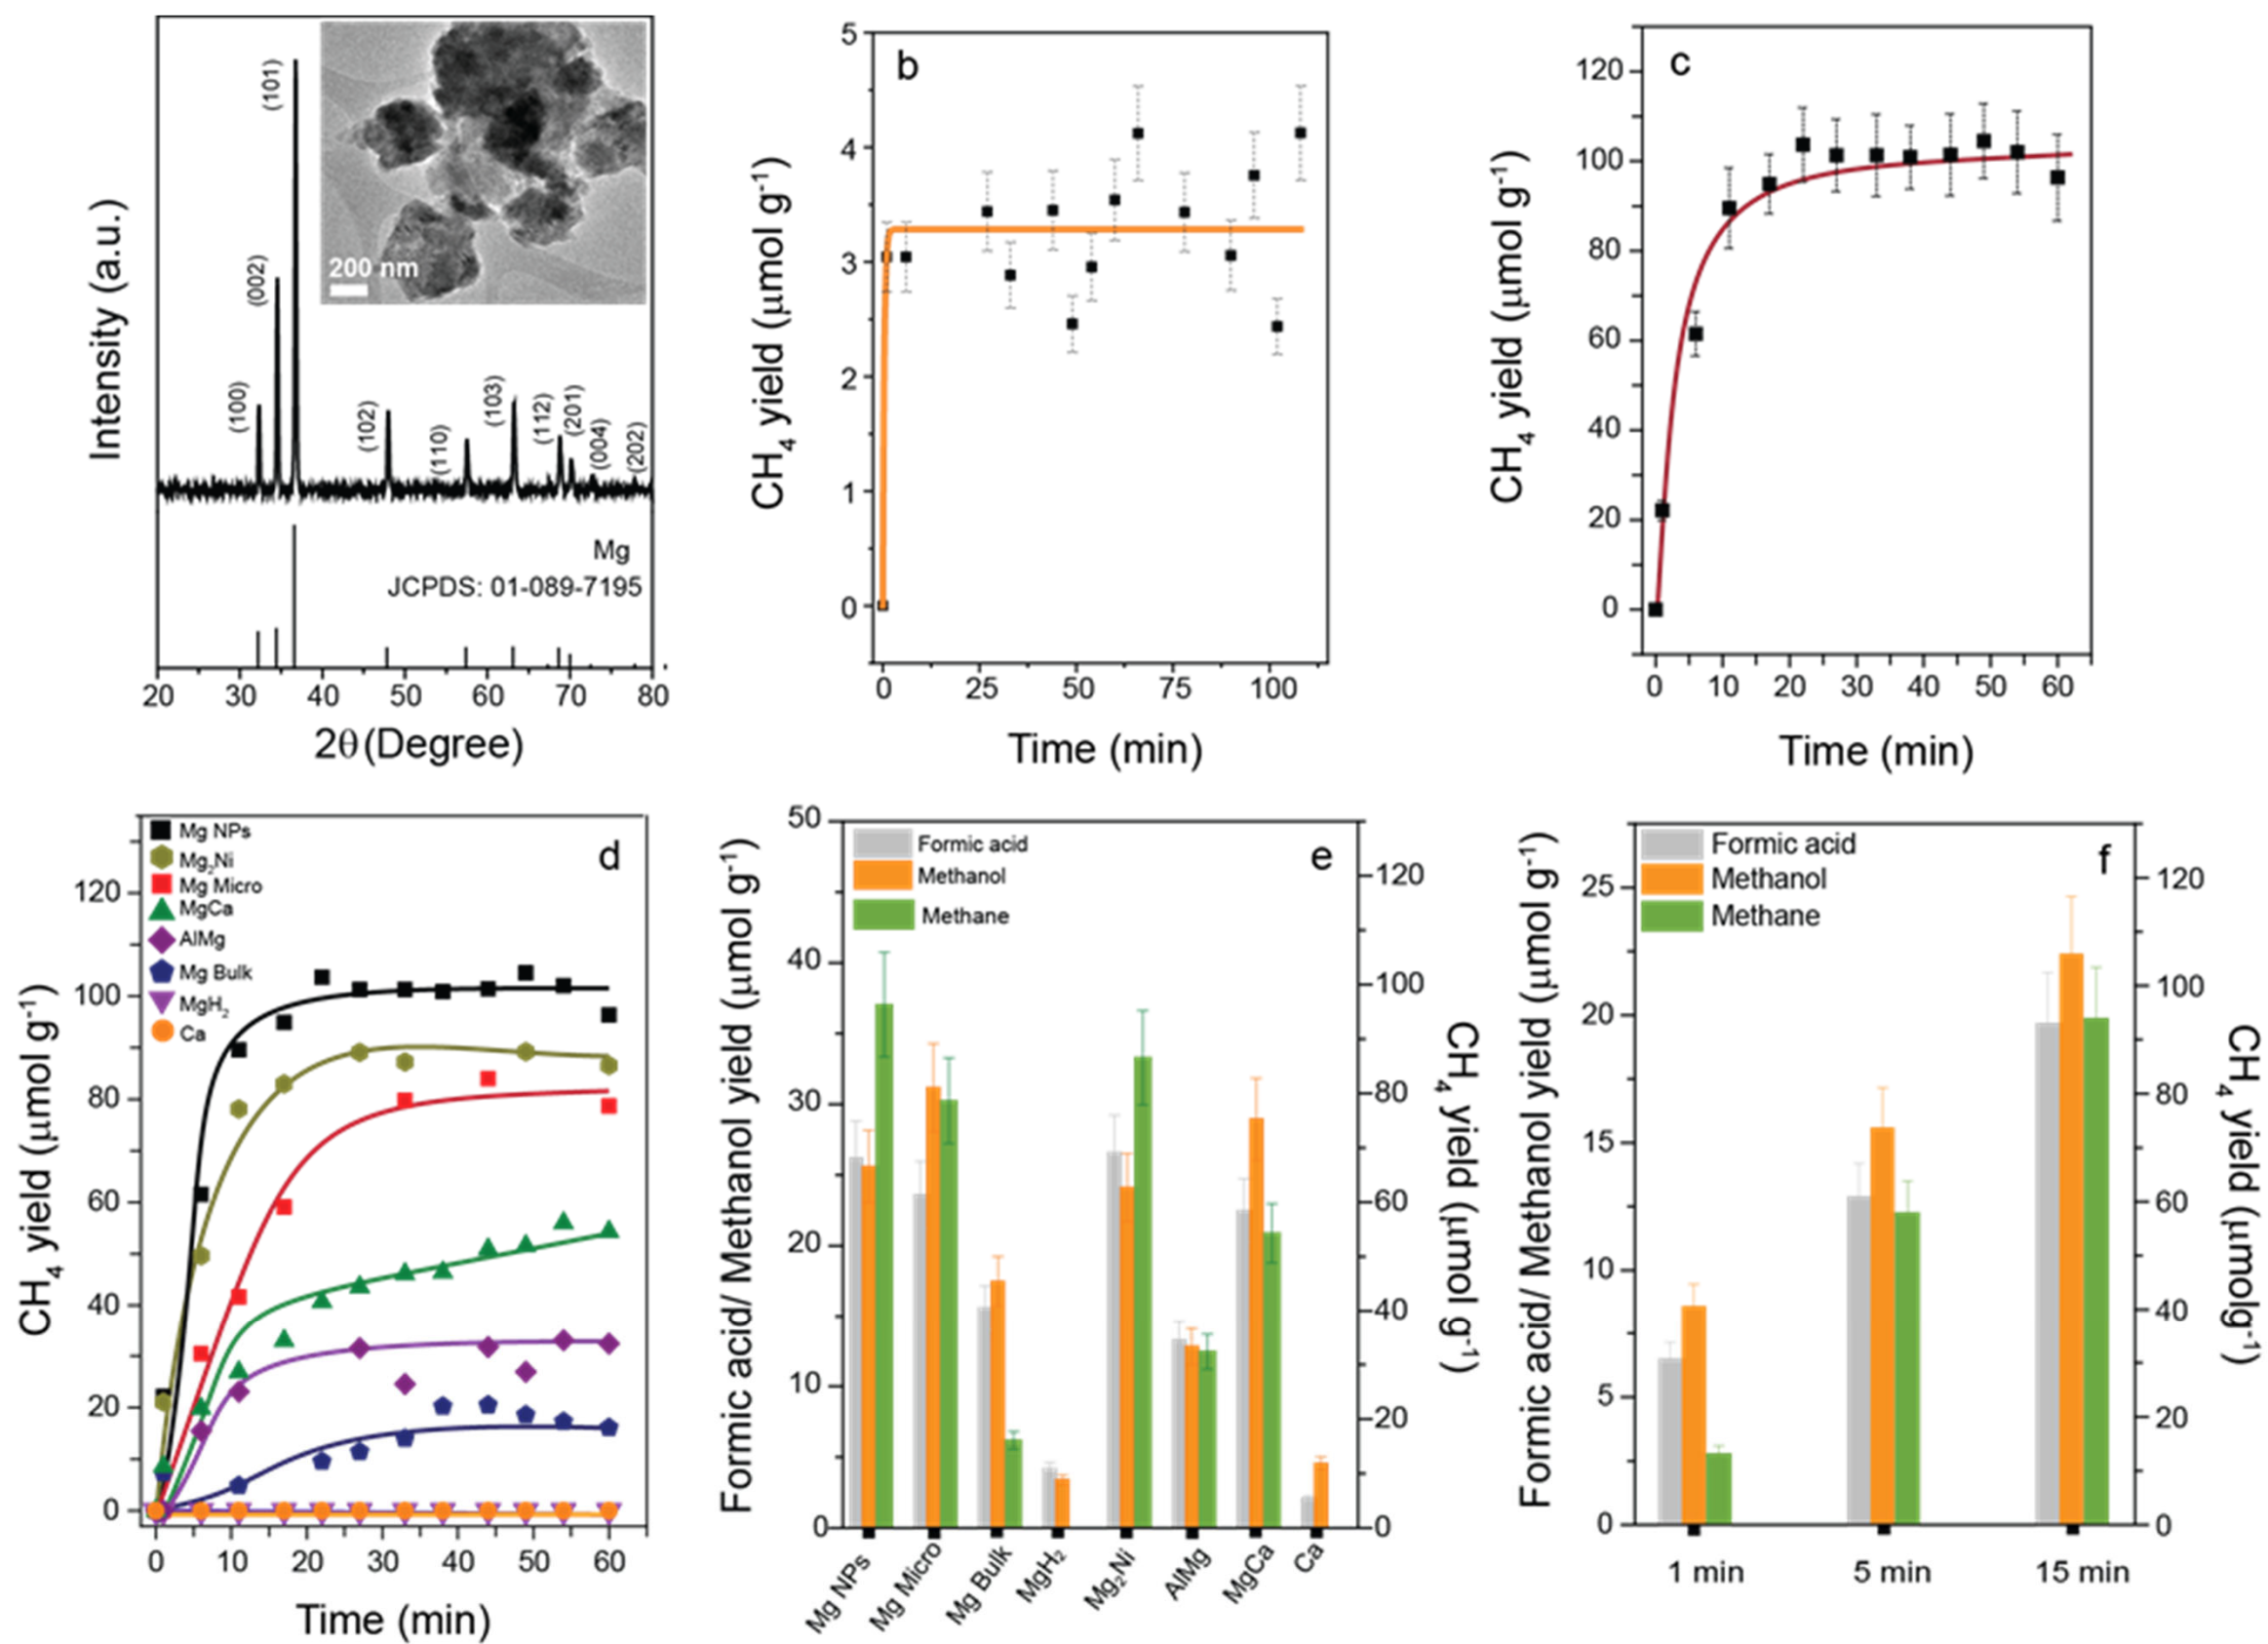 Intensity (a.u.)
(100)
(002)
(101)
(102)
(110)
(103)
(112)
(201)
(004)
(202)
200 nm
Mg
JCPDS: 01-089-7195
20 30 40 50 60 70 80
2θ (Degree)
b
CH4 yield (μmol g-1)
5
4
3
2
1
0
0 25 50 75 100
Time (min)
c
CH4 yield (μmol g-1)
120
100
80
60
40
20
0
0 10 20 30 40 50 60
Time (min)
d
Mg NPs
Mg2Ni
Mg Micro
MgCa
AlMg
Mg Bulk
MgH2
Ca
CH4 yield (μmol g-1)
120
100
80
60
40
20
0
0 10 20 30 40 50 60
Time (min)
e
Formic acid
Methanol
Methane
Formic acid/ Methanol yield (μmol g-1)
50
40
30
20
10
0
120
100
80
60
40
20
0
CH4 yield (μmol g-1)
Mg NPs
Mg Micro
Mg Bulk
MgH2
Mg2Ni
AlMg
MgCa
Ca
f
Formic acid
Methanol
Methane
Formic acid/ Methanol yield (μmol g-1)
25
20
15
10
5
0
120
100
80
60
40
20
0
CH4 yield (μmolg-1)
1 min 5 min 15 min